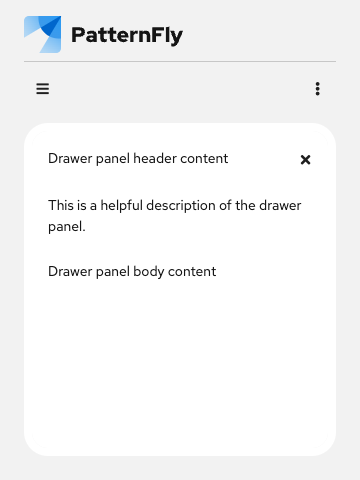 PatternFly
Drawer panel header content
This is a helpful description of the drawer
panel.
Drawer panel body content